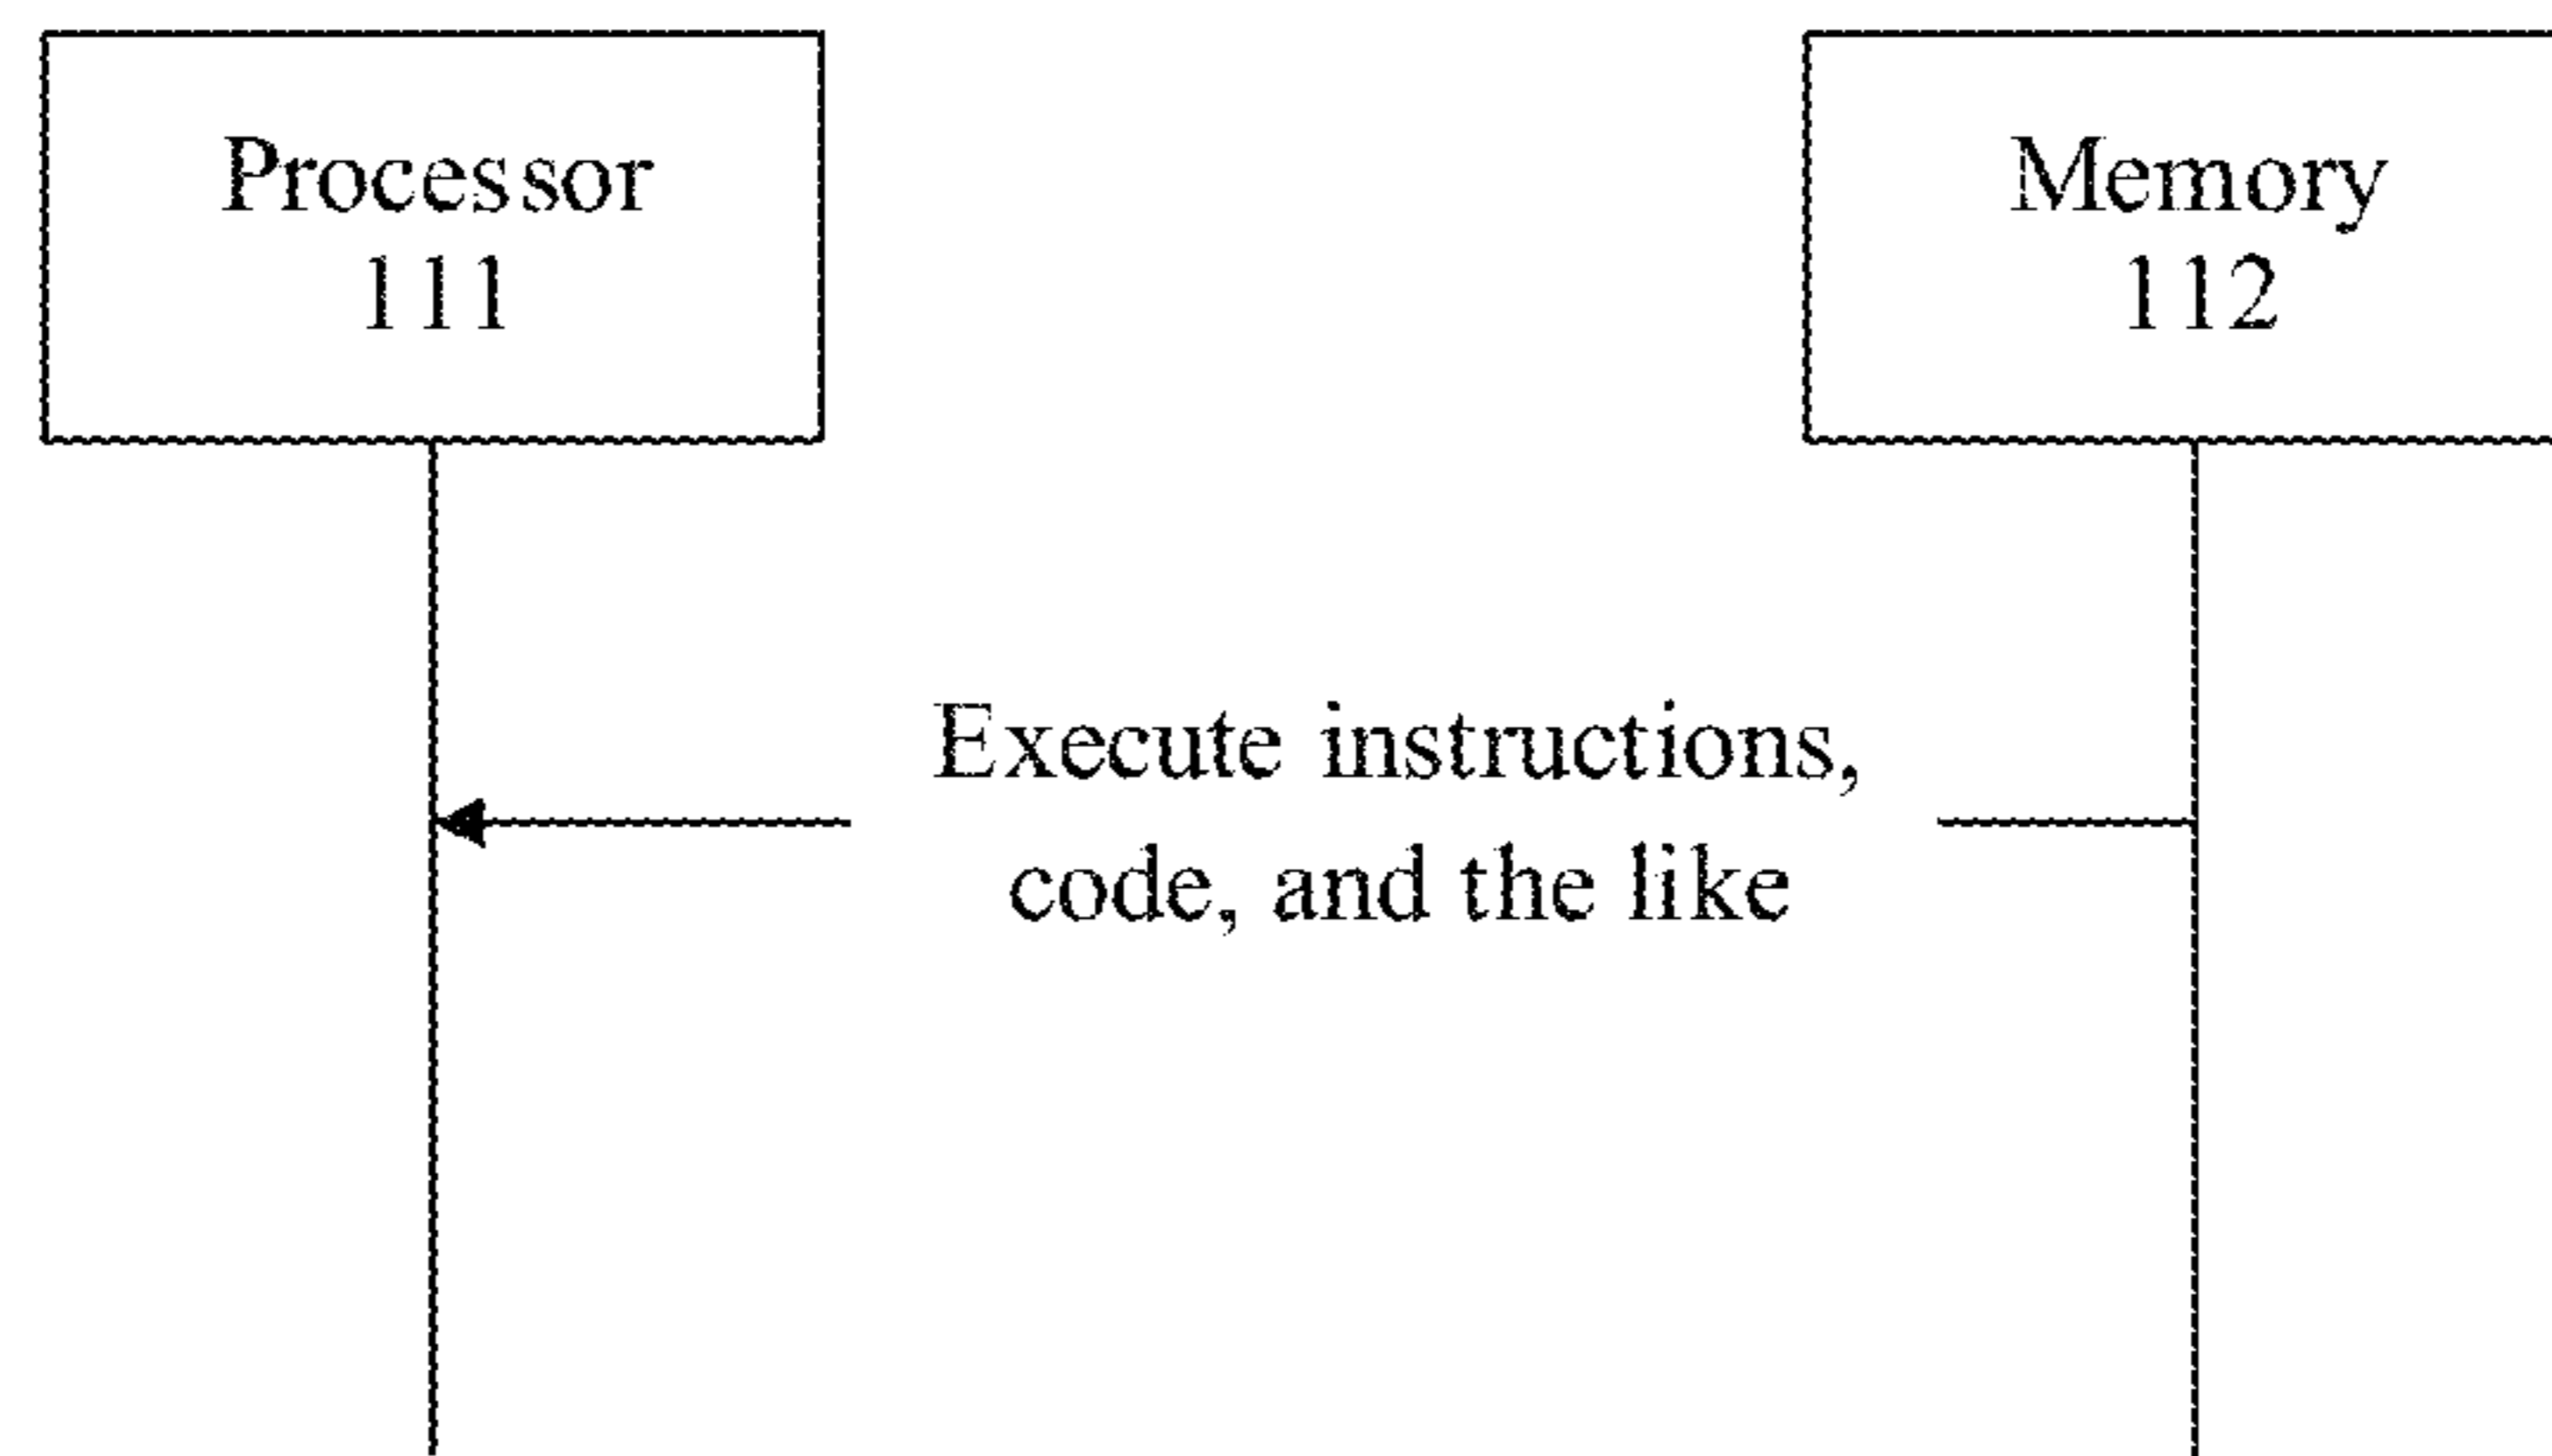 Processor
111
Memory
112
Execute instructions,
code, and the like